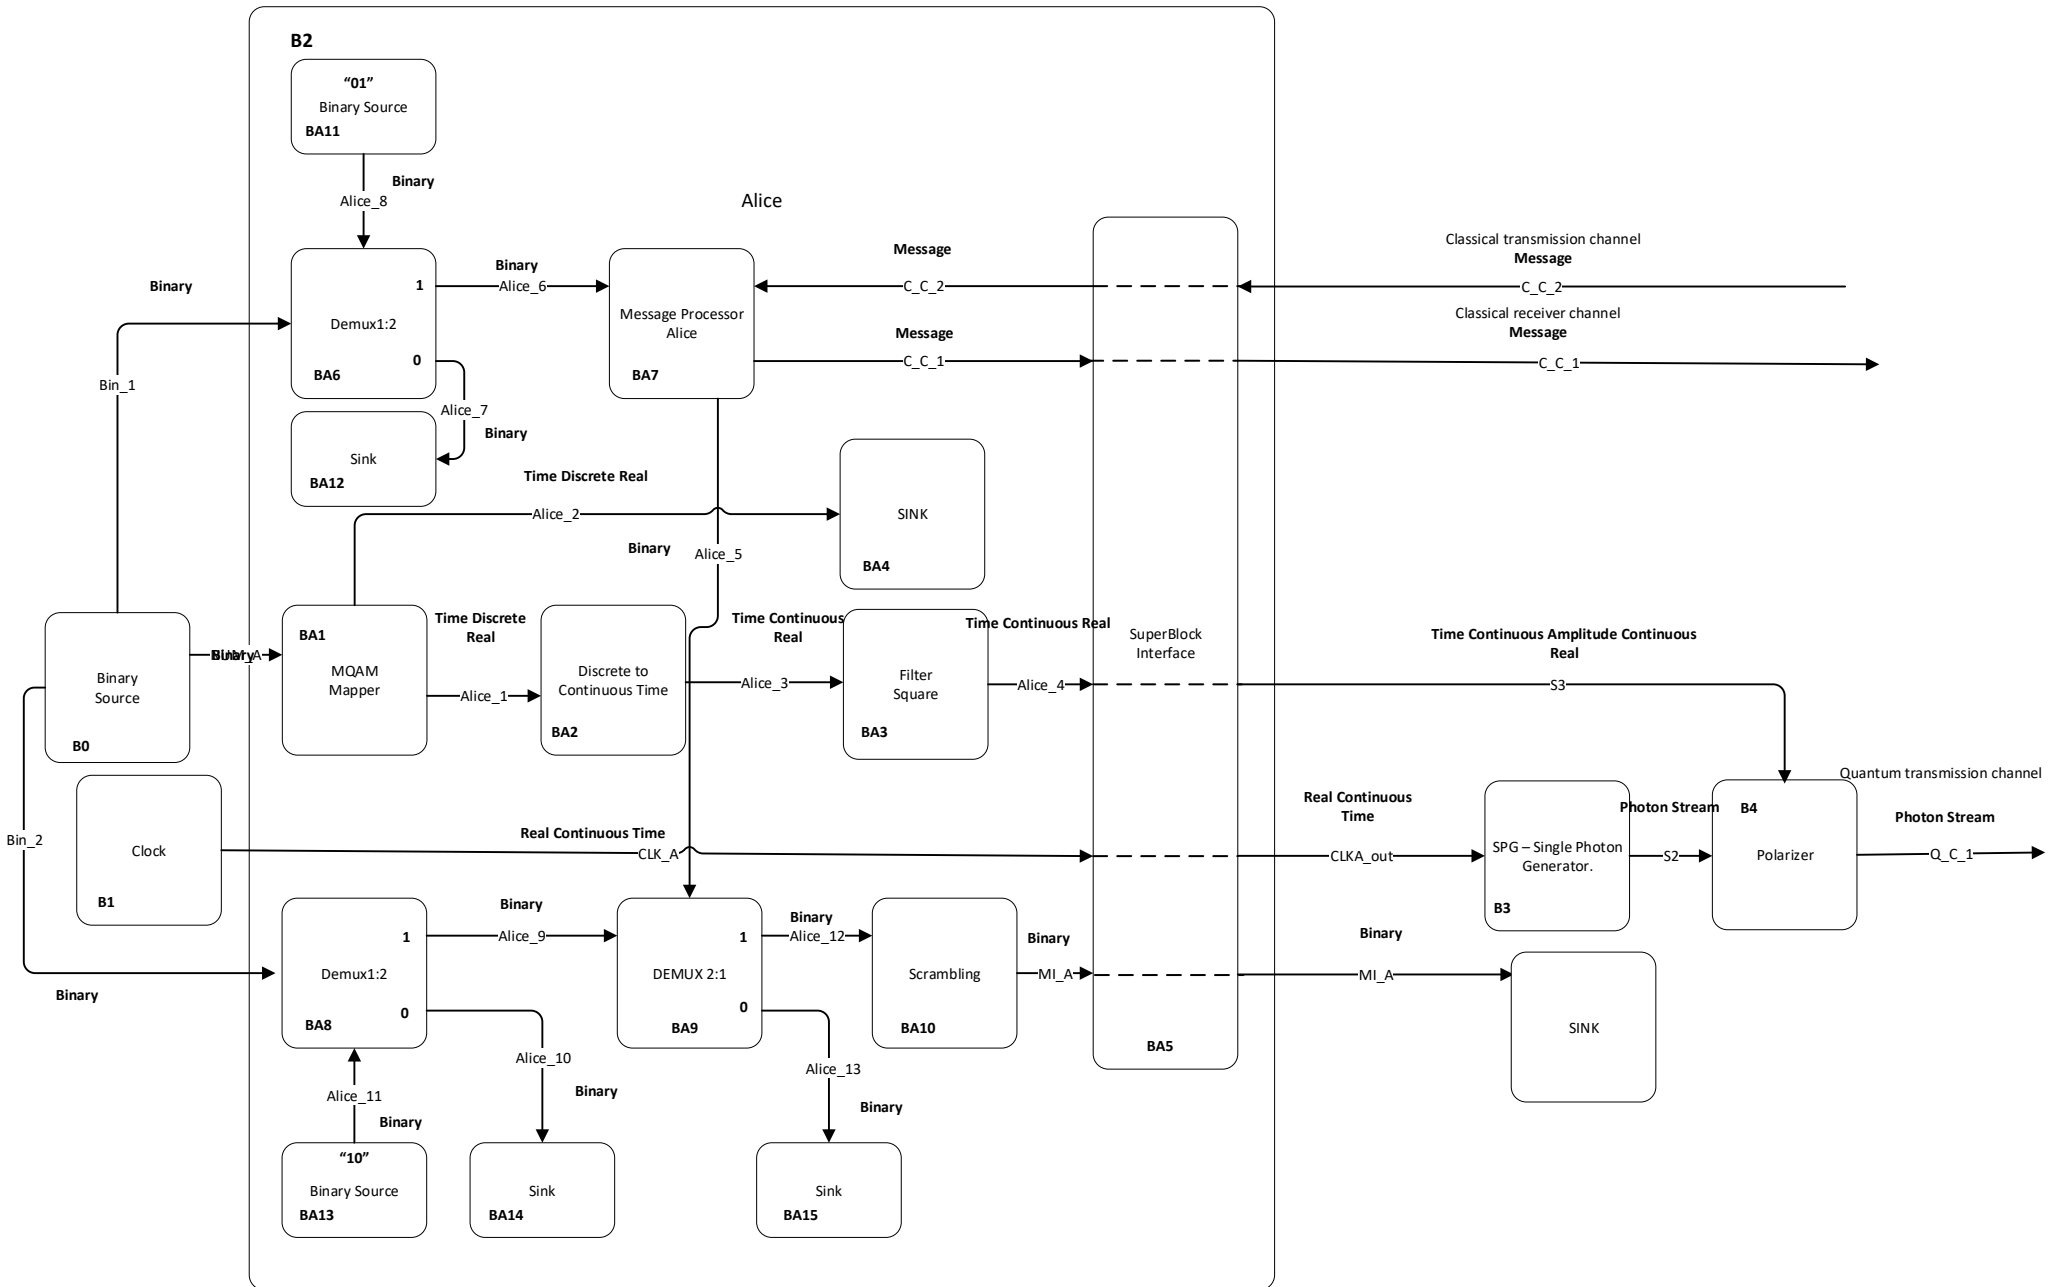 B2
“01”
Binary Source
BA11
Binary
Alice_8
Alice
Binary
Bin_1
1
Demux1:2
0
BA6
Binary
Alice_6
Alice_7
Binary
Sink
BA12
Message Processor
Alice
BA7
Message
C_C_2
Message
C_C_1
Classical transmission channel
Message
C_C_2
Classical receiver channel
Message
C_C_1
Time Discrete Real
Alice_2
Binary
Alice_5
SINK
BA4
Binary
Source
B0
Binary
BA1
MQAM
Mapper
Time Discrete
Real
Alice_1
Discrete to
Continuous Time
BA2
Time Continuous
Real
Alice_3
Filter
Square
BA3
Time Continuous Real
Alice_4
SuperBlock
Interface
BA5
Time Continuous Amplitude Continuous
Real
S3
Bin_2
Binary
Clock
B1
Real Continuous Time
CLK_A
Real Continuous
Time
CLKA_out
SPG – Single Photon
Generator.
B3
Photon Stream
S2
B4
Polarizer
Quantum transmission channel
Photon Stream
Q_C_1
1
Demux1:2
0
BA8
Binary
Alice_9
1
DEMUX 2:1
0
BA9
Binary
Alice_12
Scrambling
BA10
Binary
MI_A
Binary
MI_A
SINK
Alice_10
Binary
Alice_13
Binary
Alice_11
Binary
“10”
Binary Source
BA13
Sink
BA14
Sink
BA15